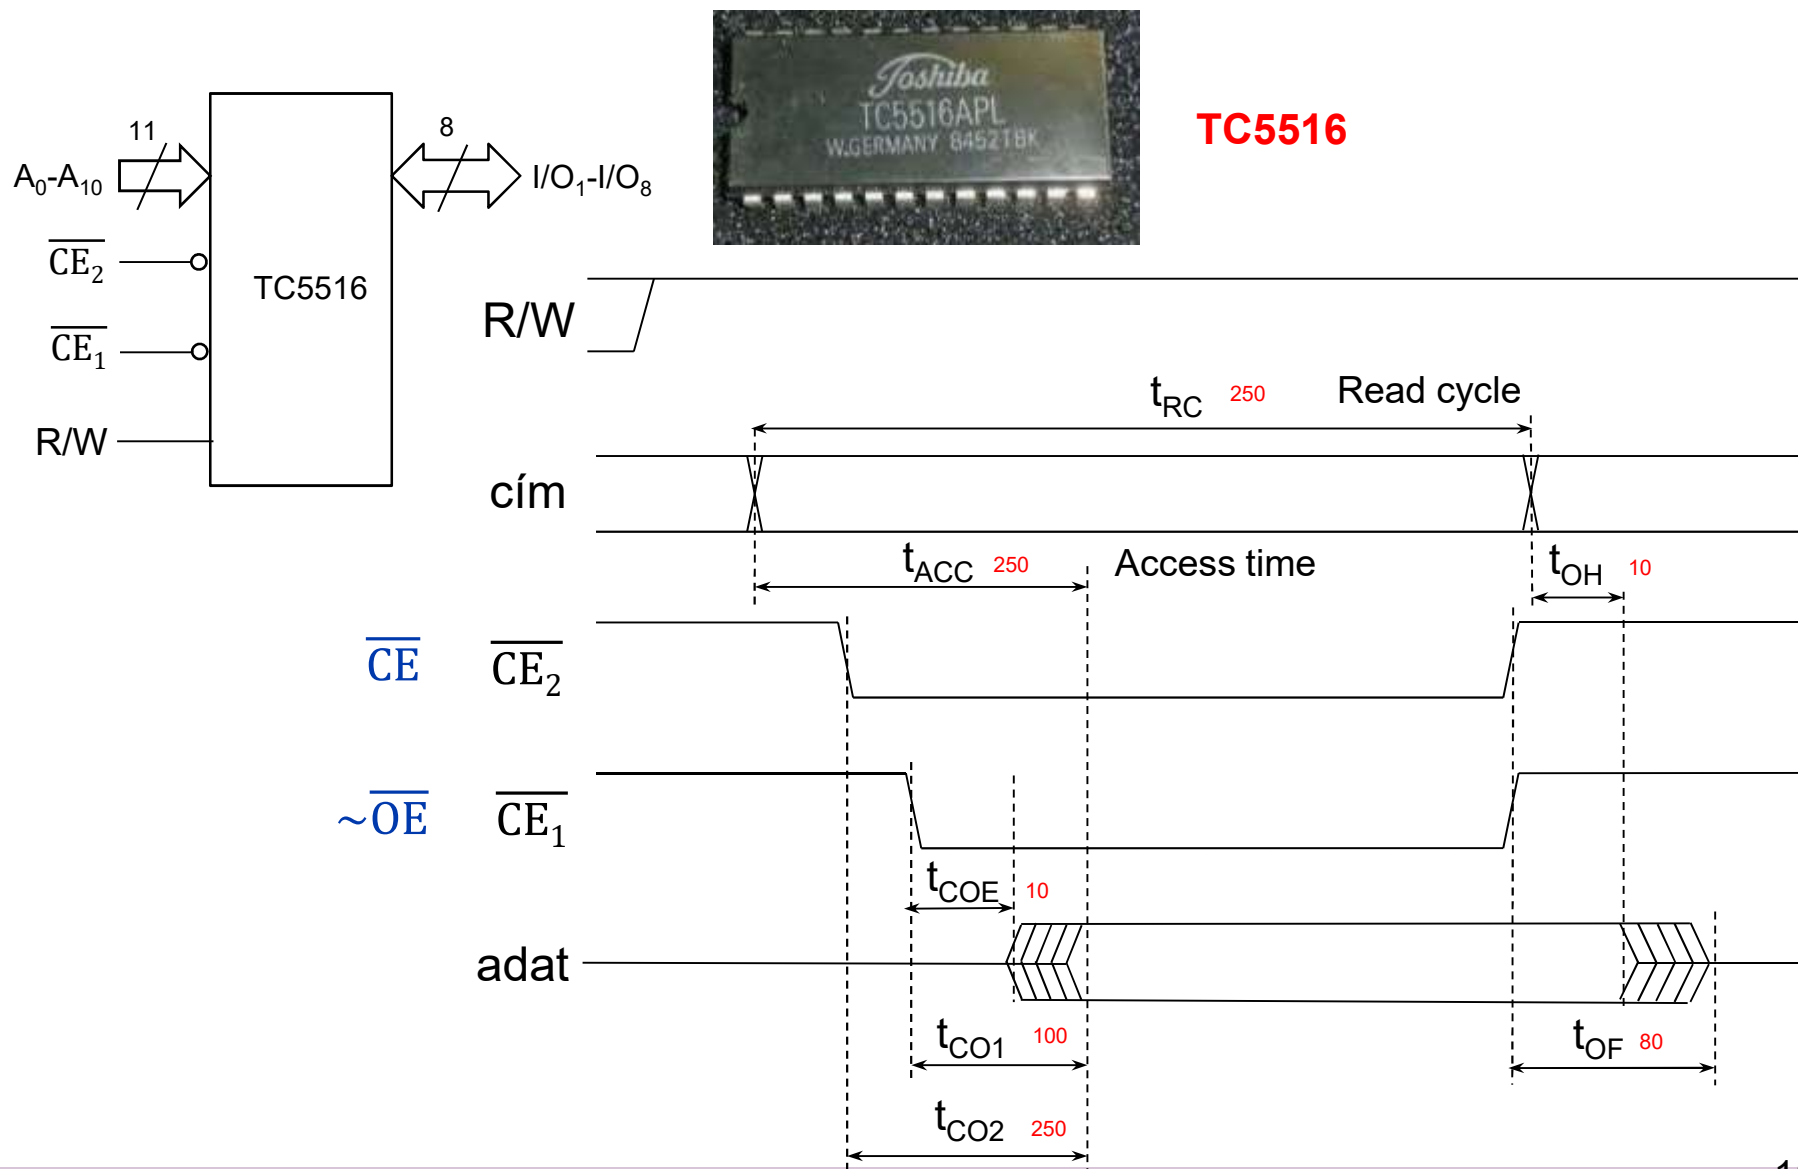 Toshiba
TC5516APL
W.GERMANY 8452TBK
TC5516
11
8
A0-A10
I/O1-I/O8
CE2
TC5516
CE1
R/W
R/W
tRC 250 Read cycle
cím
tACC 250 Access time
tOH 10
CE CE2
~OE CE1
tCOE 10
adat
tCO1 100
tOF 80
tCO2 250